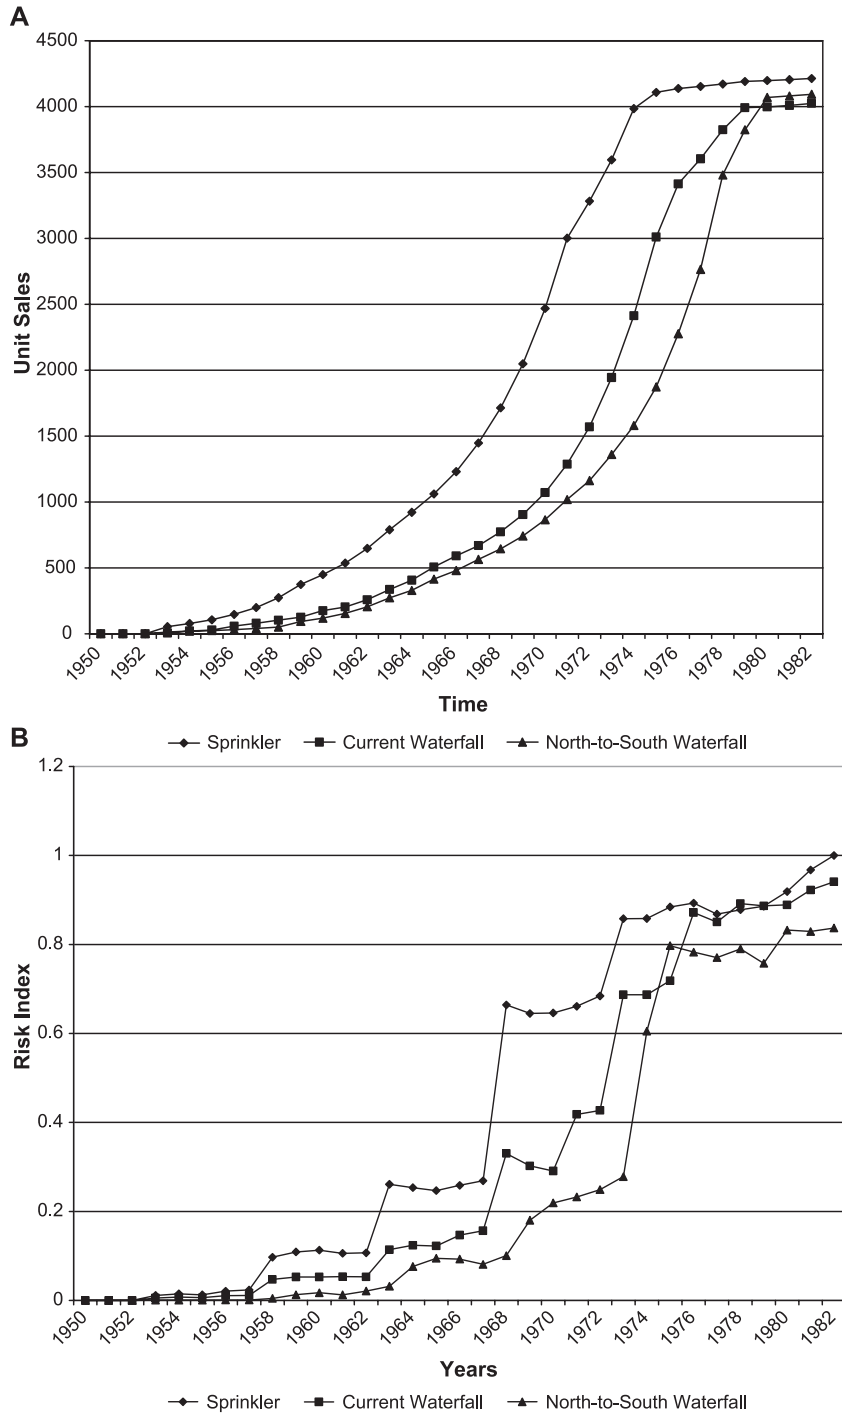 A
4500
4000
3500
3000
2500
2000
1500
1000
500
0
Unit Sales
1950 1952 1954 1956 1958 1960 1962 1964 1966 1968 1970 1972 1974 1976 1978 1980 1982
Time
Sprinkler Current Waterfall North-to-South Waterfall
B
1.2
1
0.8
0.6
0.4
0.2
0
Risk Index
1950 1952 1954 1956 1958 1960 1962 1964 1966 1968 1970 1972 1974 1976 1978 1980 1982
Years
Sprinkler Current Waterfall North-to-South Waterfall